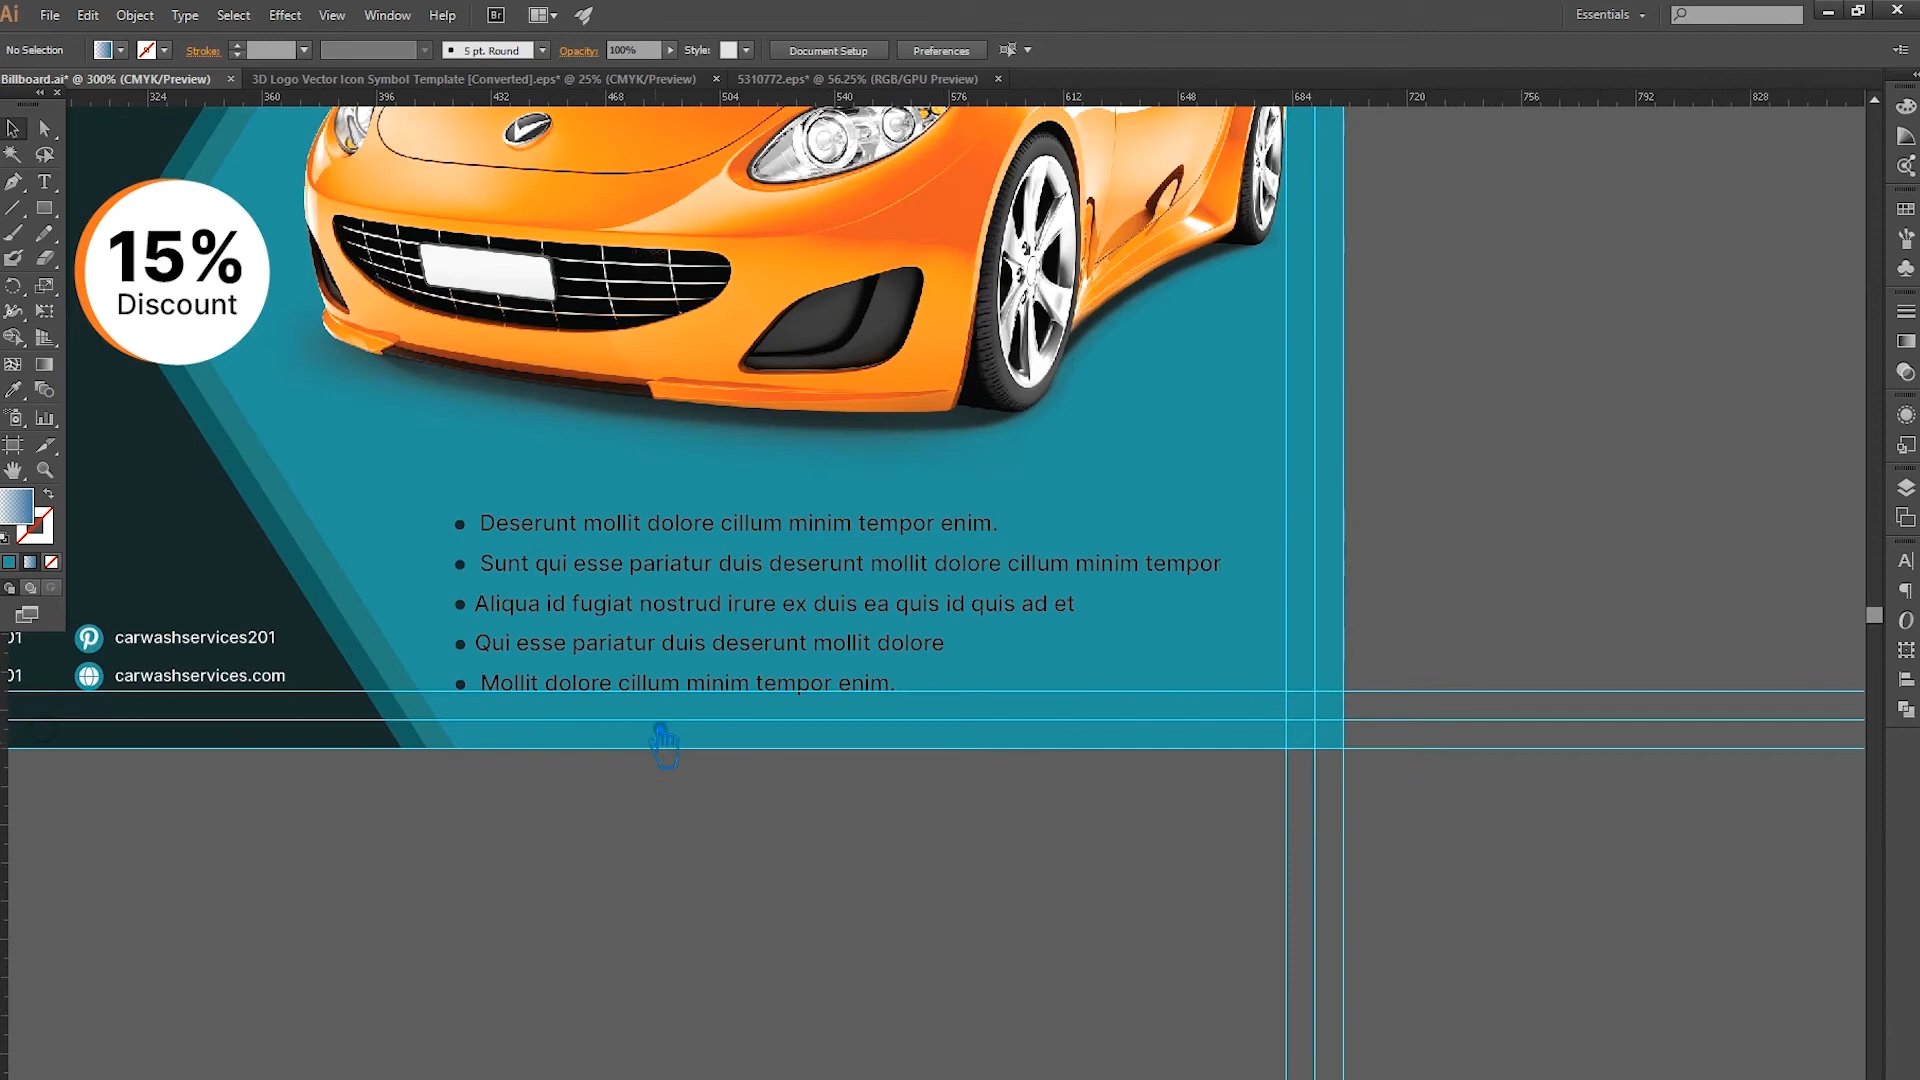 Ai File Edit Object Type Select Effect View Window Help Br Essentials
No Selection Stroke: 5 pt. Round Opacity: 100% Style: Document Setup Preferences
Billboard.ai* @ 300% (CMYK/Preview) × 3D Logo Vector Icon Symbol Template [Converted].eps* @ 25% (CMYK/Preview) × 5310772.eps* @ 56.25% (RGB/GPU Preview) ×
324 360 396 432 468 504 540 576 612 648 684 720 756 792 828
15%
Discount
• Deserunt mollit dolore cillum minim tempor enim.
• Sunt qui esse pariatur duis deserunt mollit dolore cillum minim tempor
• Aliqua id fugiat nostrud irure ex duis ea quis id quis ad et
• Qui esse pariatur duis deserunt mollit dolore
• Mollit dolore cillum minim tempor enim.
01 carwashservices201
01 carwashservices.com